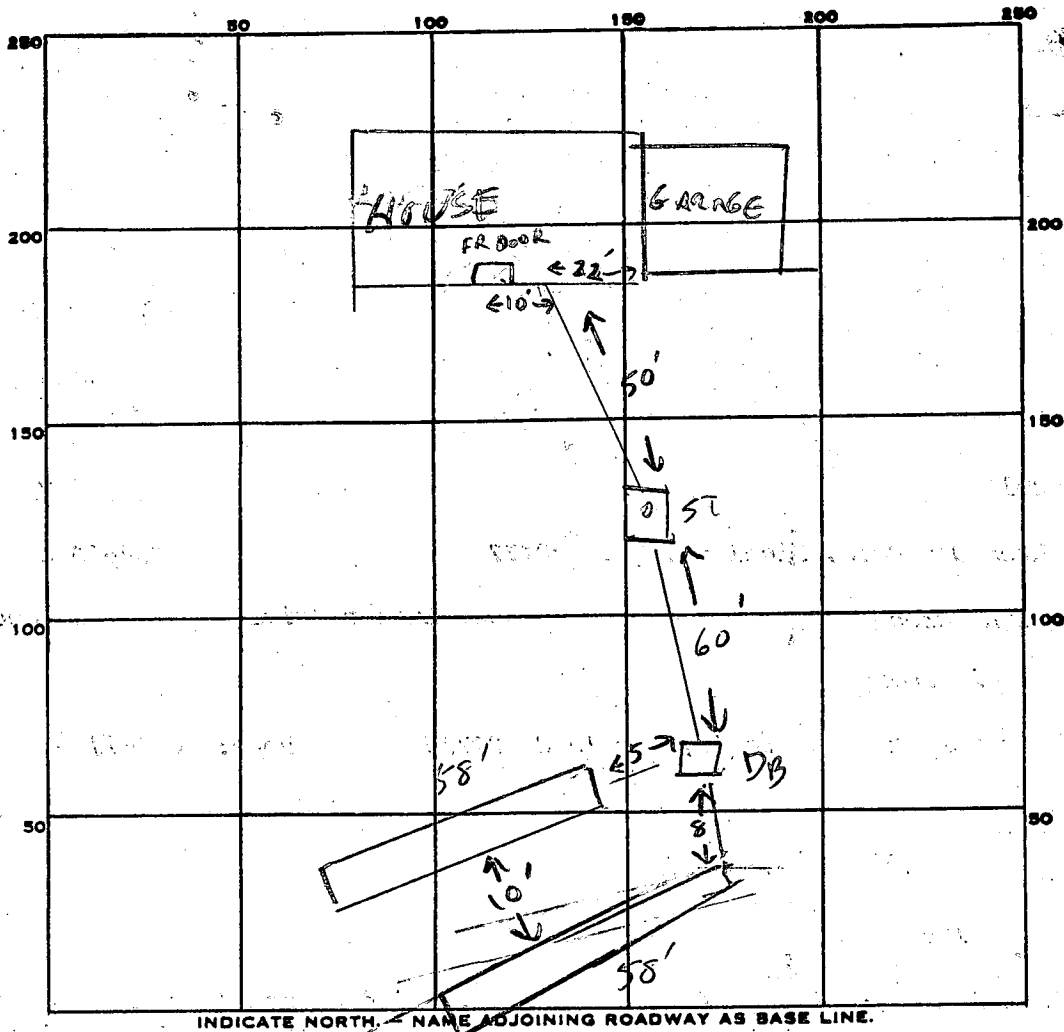 50 100 150 200 250
250
HOUSE GARAGE
200 200
FR DOOR
←22'→
←10'→
50'
150 150
ST
100 100
60'
58' ←5→ DB
50 50
8
10'
58'
INDICATE NORTH. - NAME ADJOINING ROADWAY AS BASE LINE.